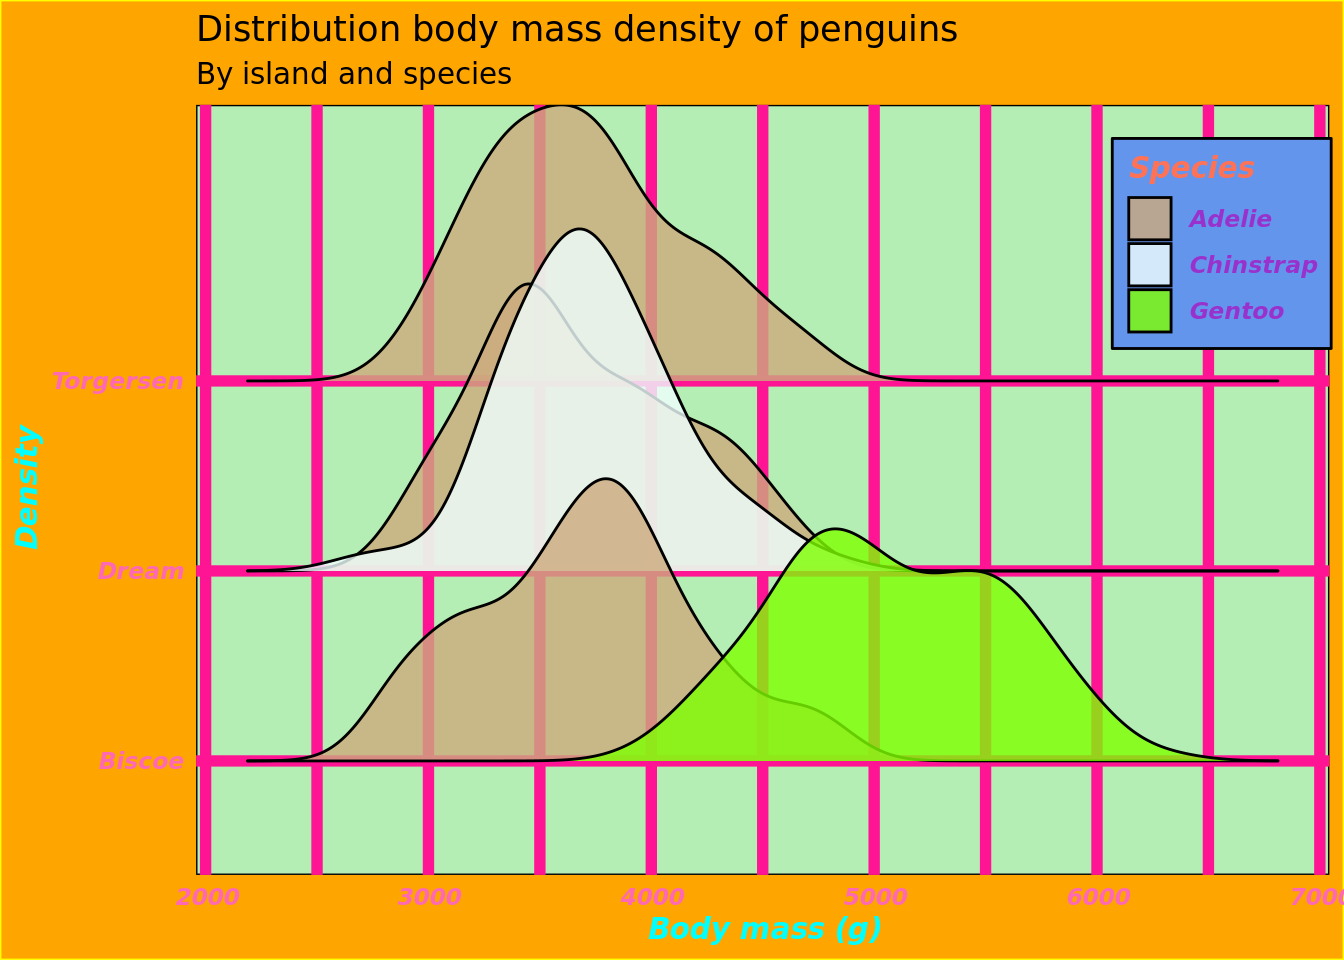 Distribution body mass density of penguins
By island and species
Species
Adelie
Chinstrap
Gentoo
Torgersen
Dream
Biscoe
Density
2000 3000 4000 5000 6000 7000
Body mass (g)